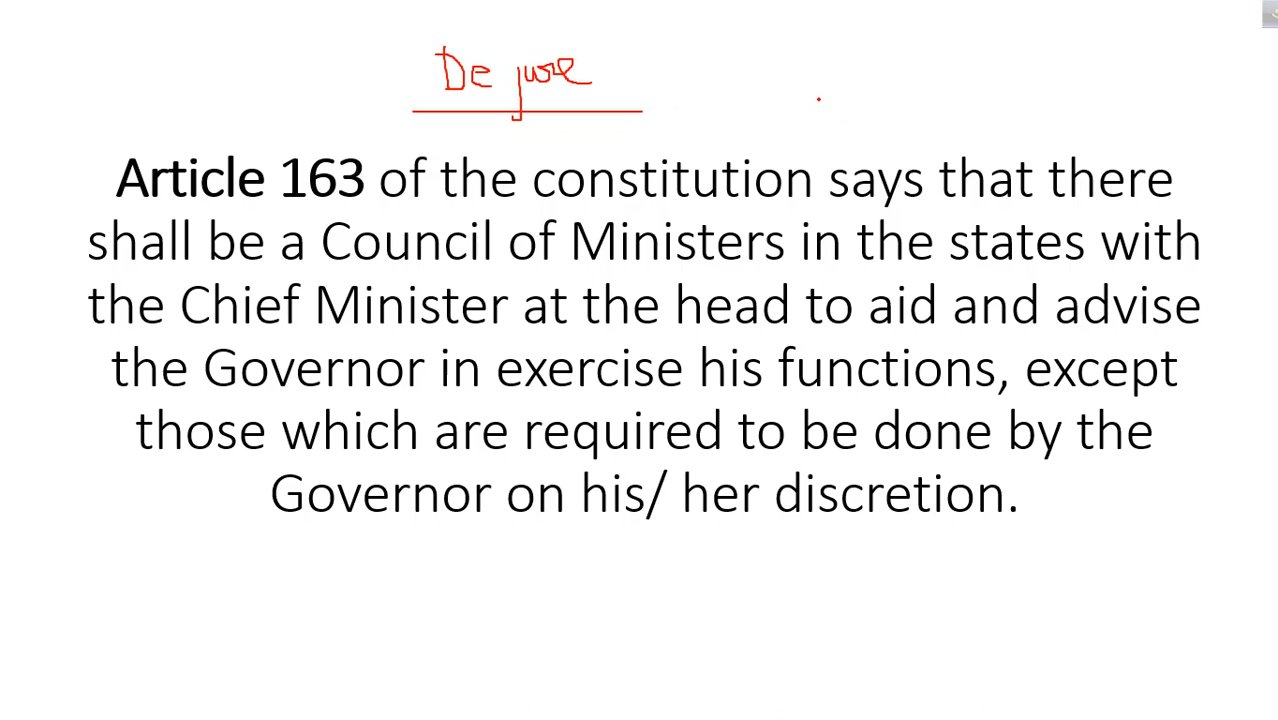 De jure
Article 163 of the constitution says that there
shall be a Council of Ministers in the states with
the Chief Minister at the head to aid and advise
the Governor in exercise his functions, except
those which are required to be done by the
Governor on his/ her discretion.